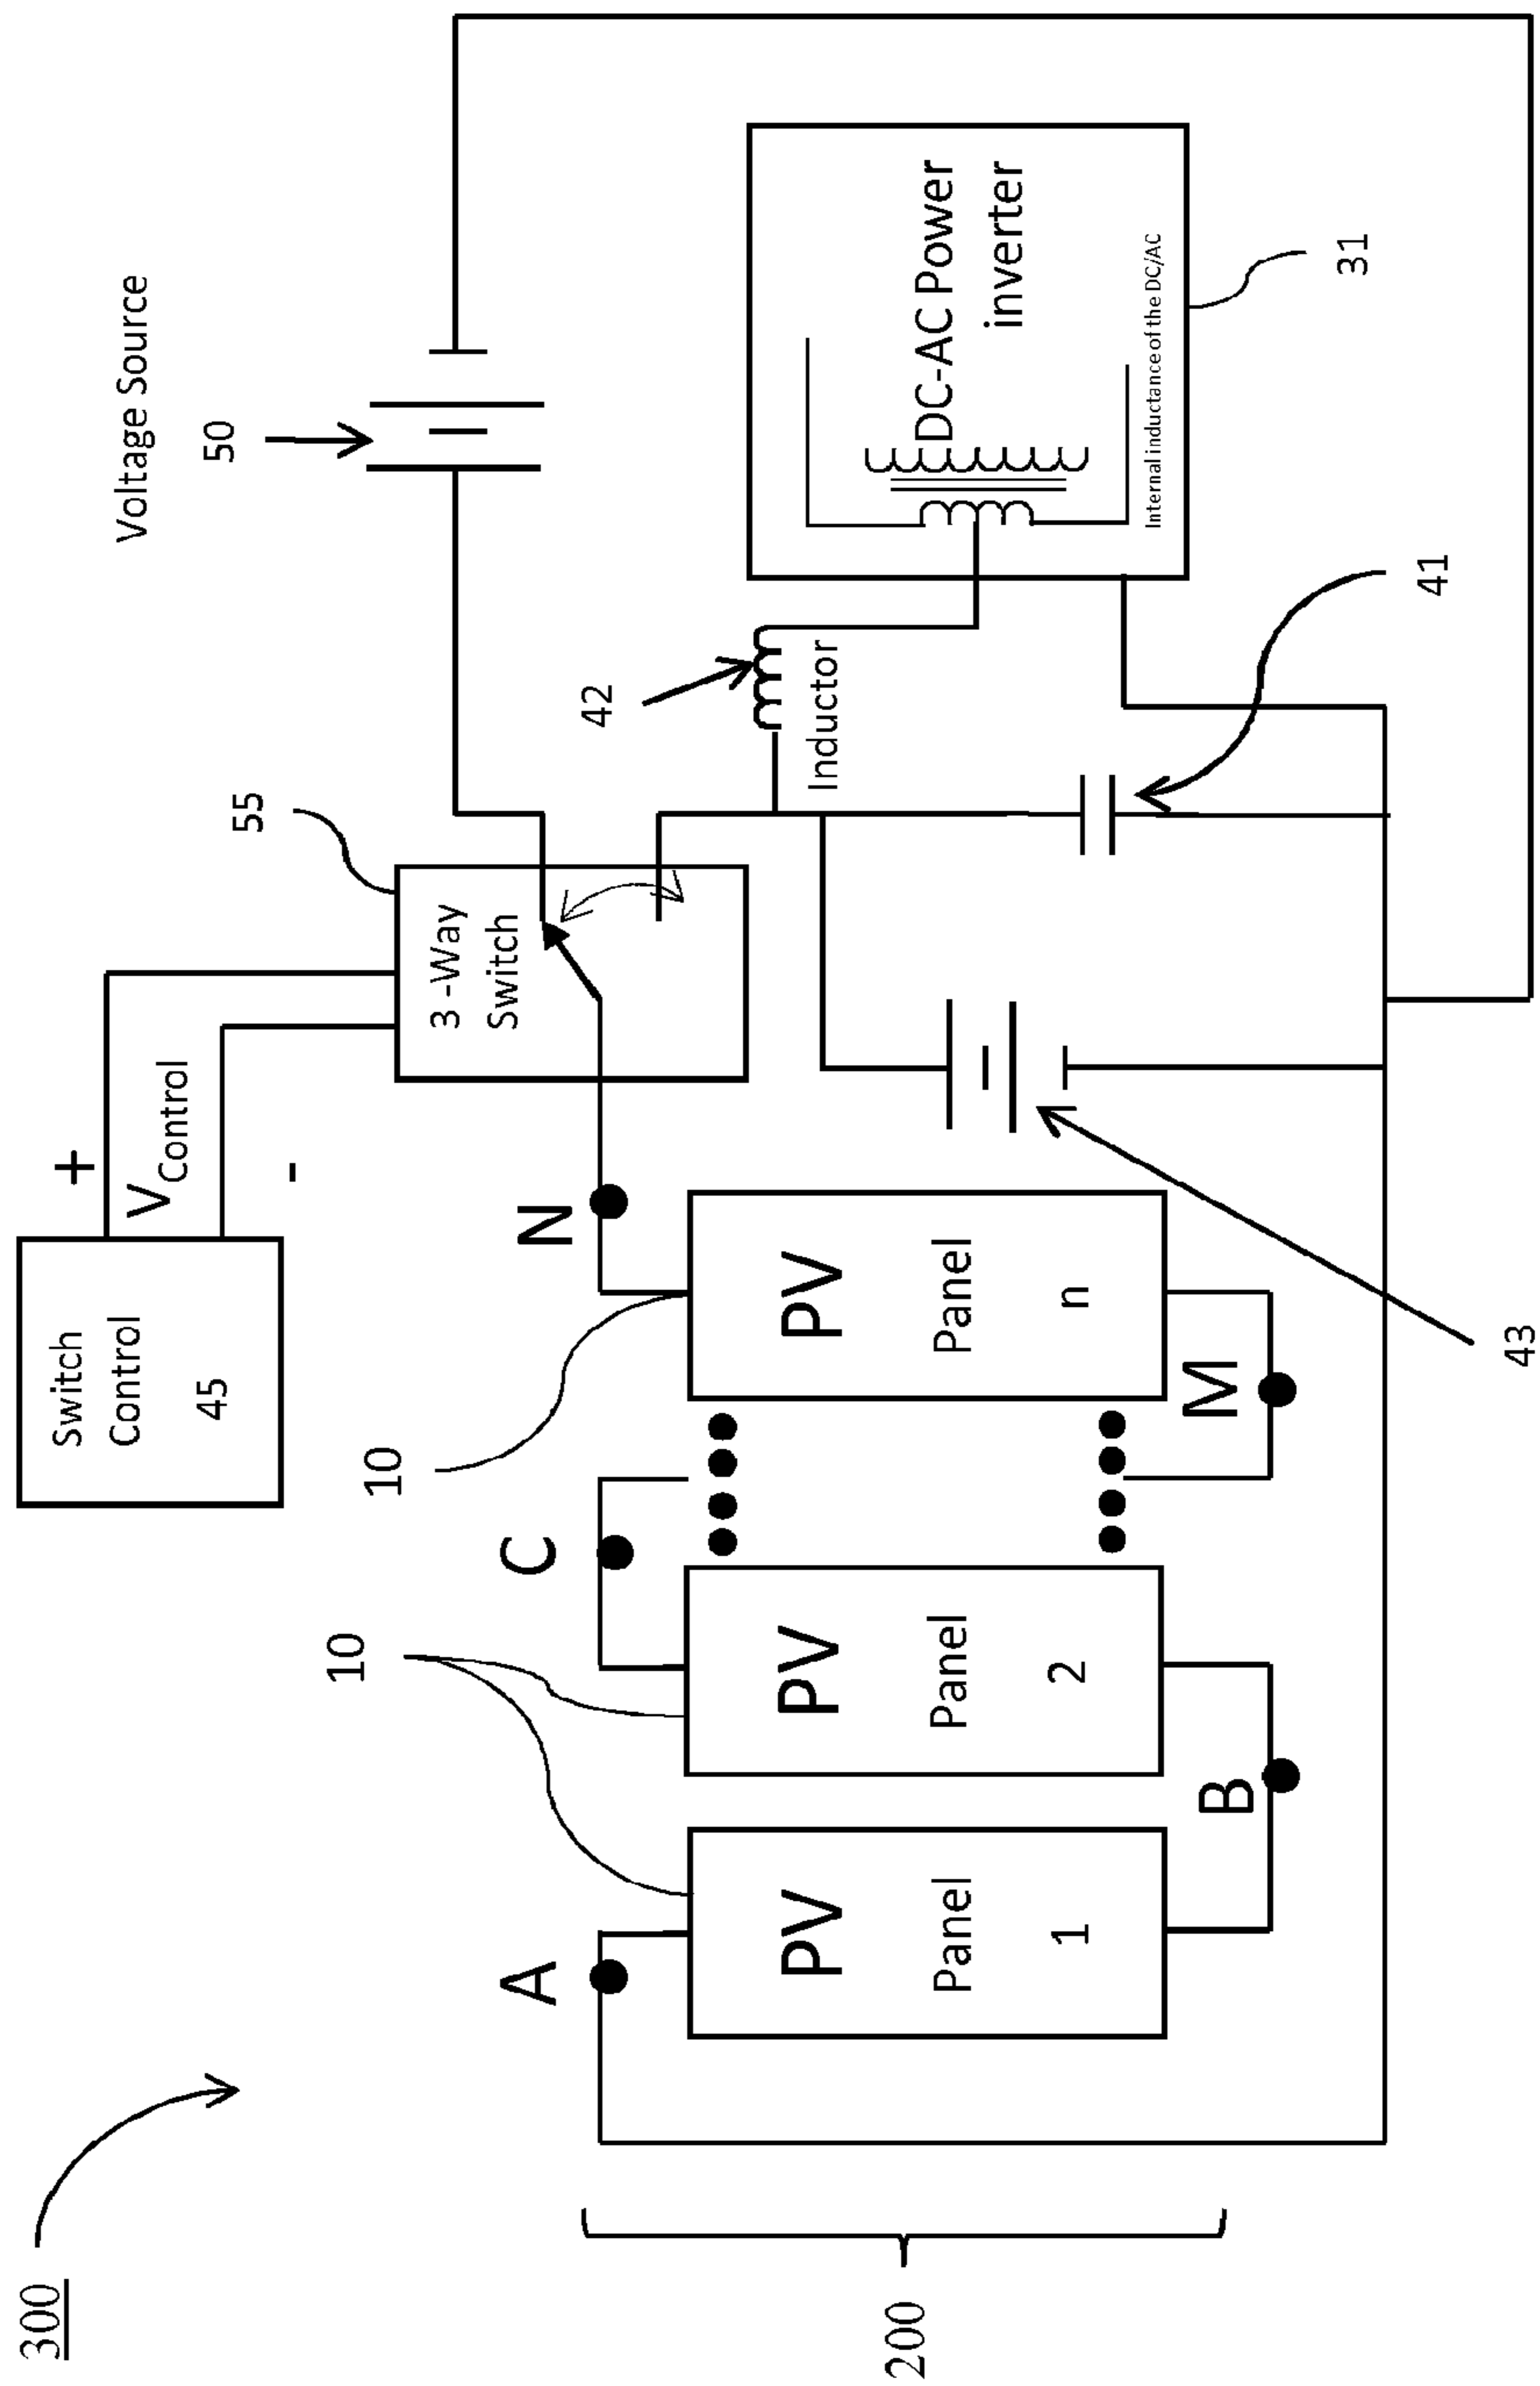 300
Switch
Control
45
+
VControl
-
Voltage Source
50
55
3 -Way
Switch
42
Inductor
DC-AC Power
inverter
Internal inductance of the DC/AC
31
41
43
10
10
A
C
N
PV
Panel
1
PV
Panel
2
PV
Panel
n
B
M
200